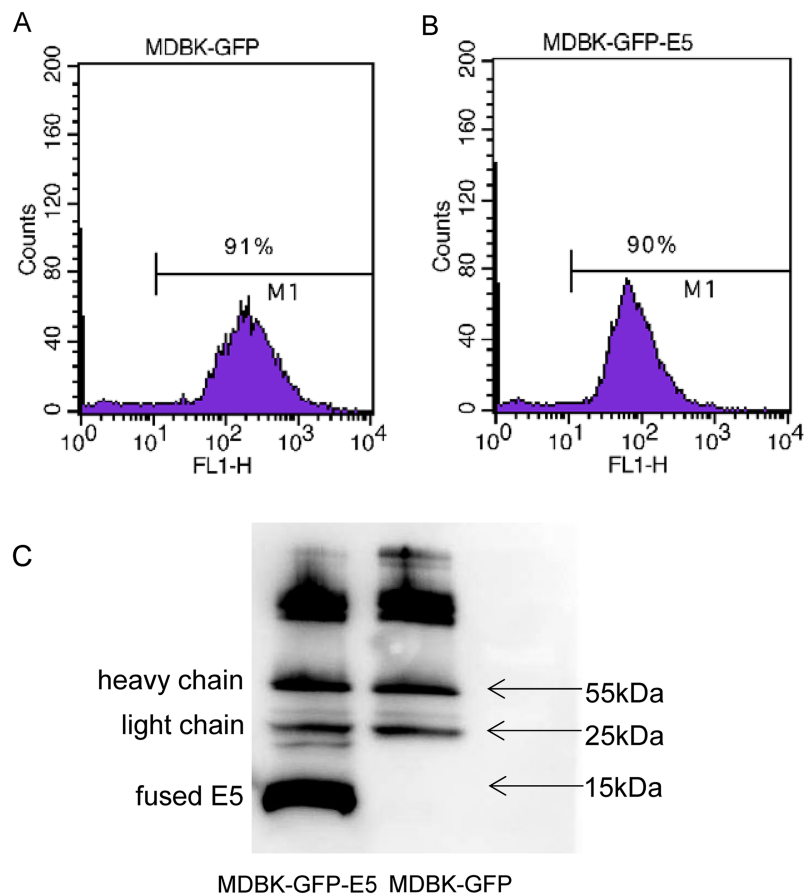 A
MDBK-GFP
200
160
120
80
40
0
Counts
91%
M1
10^0 10^1 10^2 10^3 10^4
FL1-H
B
MDBK-GFP-E5
200
160
120
80
40
0
Counts
90%
M1
10^0 10^1 10^2 10^3 10^4
FL1-H
C
heavy chain
55kDa
light chain
25kDa
fused E5
15kDa
MDBK-GFP-E5 MDBK-GFP